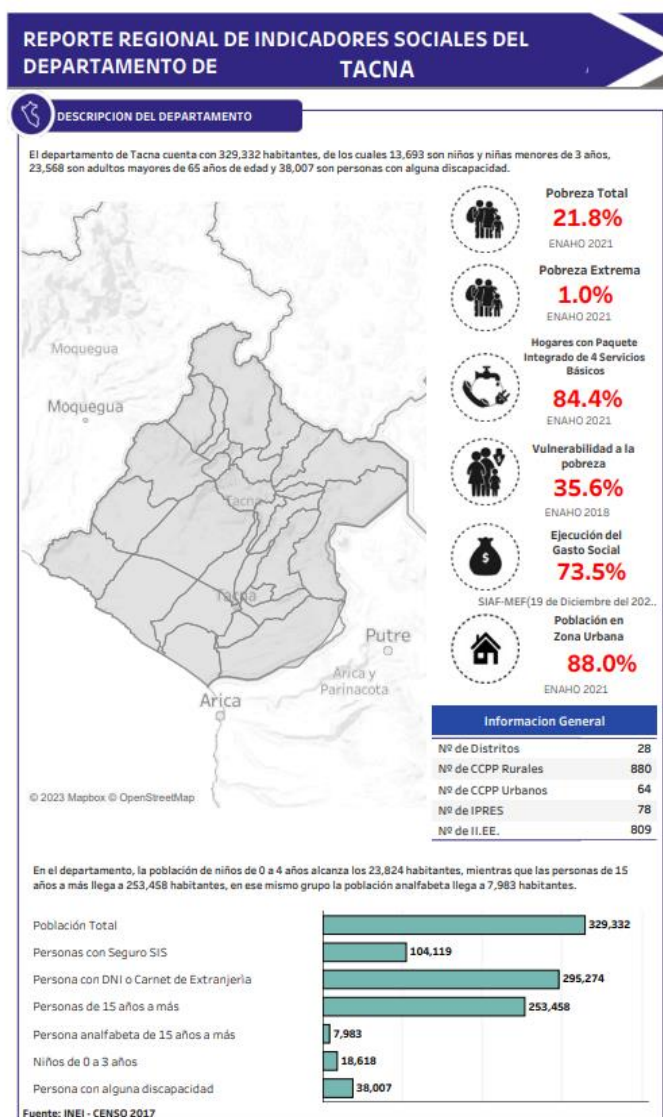 REPORTE REGIONAL DE INDICADORES SOCIALES DEL
DEPARTAMENTO DE TACNA
DESCRIPCION DEL DEPARTAMENTO
El departamento de Tacna cuenta con 329,332 habitantes, de los cuales 13,693 son niños y niñas menores de 3 años,
23,568 son adultos mayores de 65 años de edad y 38,007 son personas con alguna discapacidad.
Moquegua
Moquegua
Tacna
Tacna
Putre
Arica y
Parinacota
Arica
© 2023 Mapbox © OpenStreetMap
Pobreza Total
21.8%
ENAHO 2021
Pobreza Extrema
1.0%
ENAHO 2021
Hogares con Paquete
Integrado de 4 Servicios
Básicos
84.4%
ENAHO 2021
Vulnerabilidad a la
pobreza
35.6%
ENAHO 2018
Ejecución del
Gasto Social
73.5%
SIAF-MEF(19 de Diciembre del 202..
Población en
Zona Urbana
88.0%
ENAHO 2021
Informacion General
Nº de Distritos 28
Nº de CCPP Rurales 880
Nº de CCPP Urbanos 64
Nº de IPRES 78
Nº de II.EE. 809
En el departamento, la población de niños de 0 a 4 años alcanza los 23,824 habitantes, mientras que las personas de 15
años a más llega a 253,458 habitantes, en ese mismo grupo la población analfabeta llega a 7,983 habitantes.
Población Total 329,332
Personas con Seguro SIS 104,119
Persona con DNI o Carnet de Extranjerìa 295,274
Personas de 15 años a más 253,458
Persona analfabeta de 15 años a más 7,983
Niños de 0 a 3 años 18,618
Persona con alguna discapacidad 38,007
Fuente: INEI - CENSO 2017